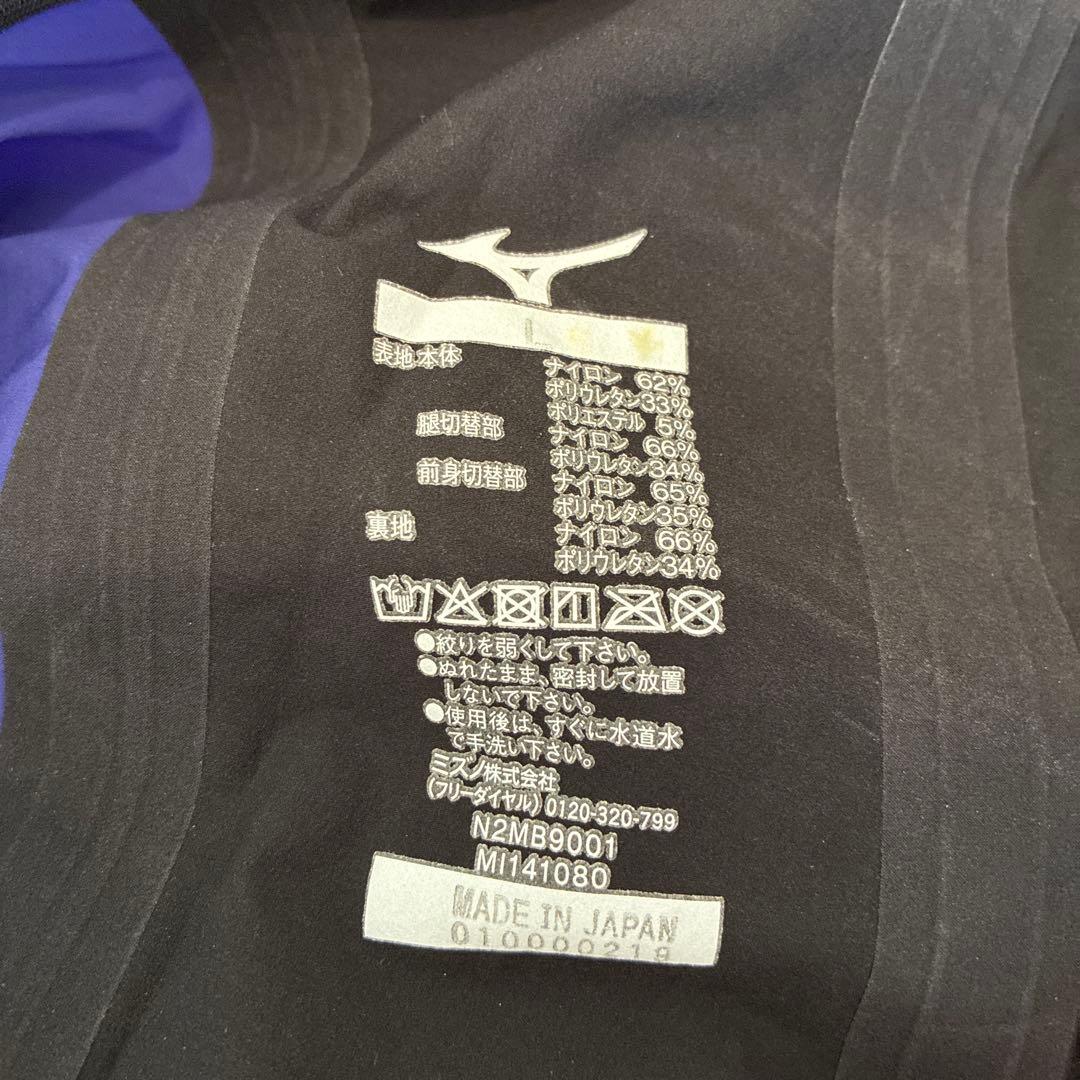 L
表地 本体 ナイロン 62%
ポリウレタン33%
ポリエステル 5%
腿切替部 ナイロン 66%
ポリウレタン34%
前身切替部 ナイロン 65%
ポリウレタン35%
裏地 ナイロン 66%
ポリウレタン34%
●絞りを弱くして下さい。
●ぬれたまま、密封して放置
しないで下さい。
●使用後は、すぐに水道水
で手洗い下さい。
ミズノ株式会社
(フリーダイヤル) 0120-320-799
N2MB9001
MI141080
MADE IN JAPAN
010000219